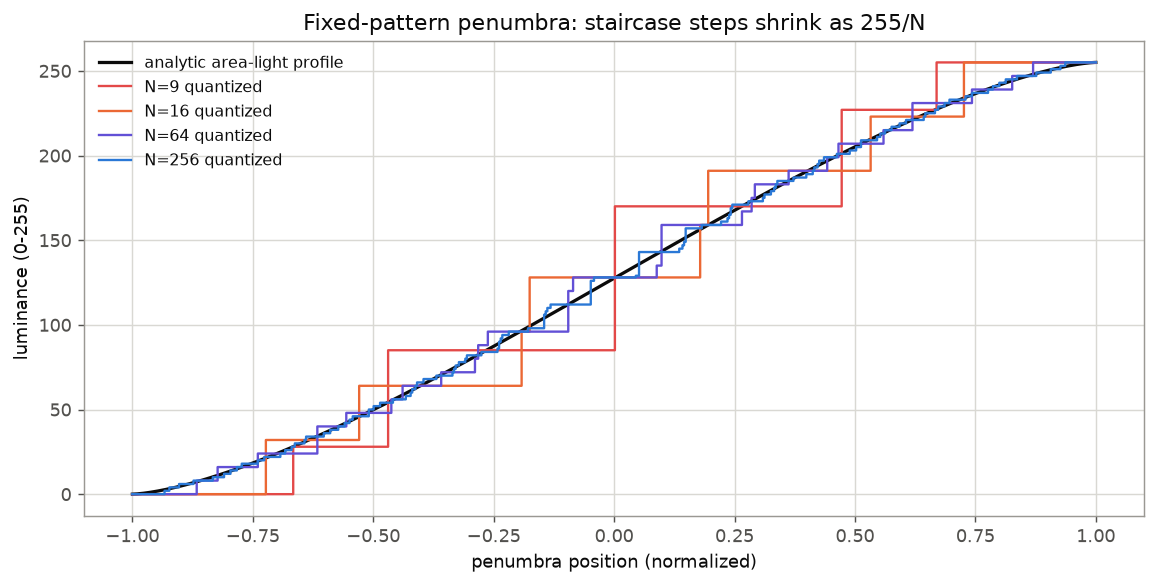 Fixed-pattern penumbra: staircase steps shrink as 255/N
analytic area-light profile
N=9 quantized
N=16 quantized
N=64 quantized
N=256 quantized
luminance (0-255)
250
200
150
100
50
0
−1.00 −0.75 −0.50 −0.25 0.00 0.25 0.50 0.75 1.00
penumbra position (normalized)